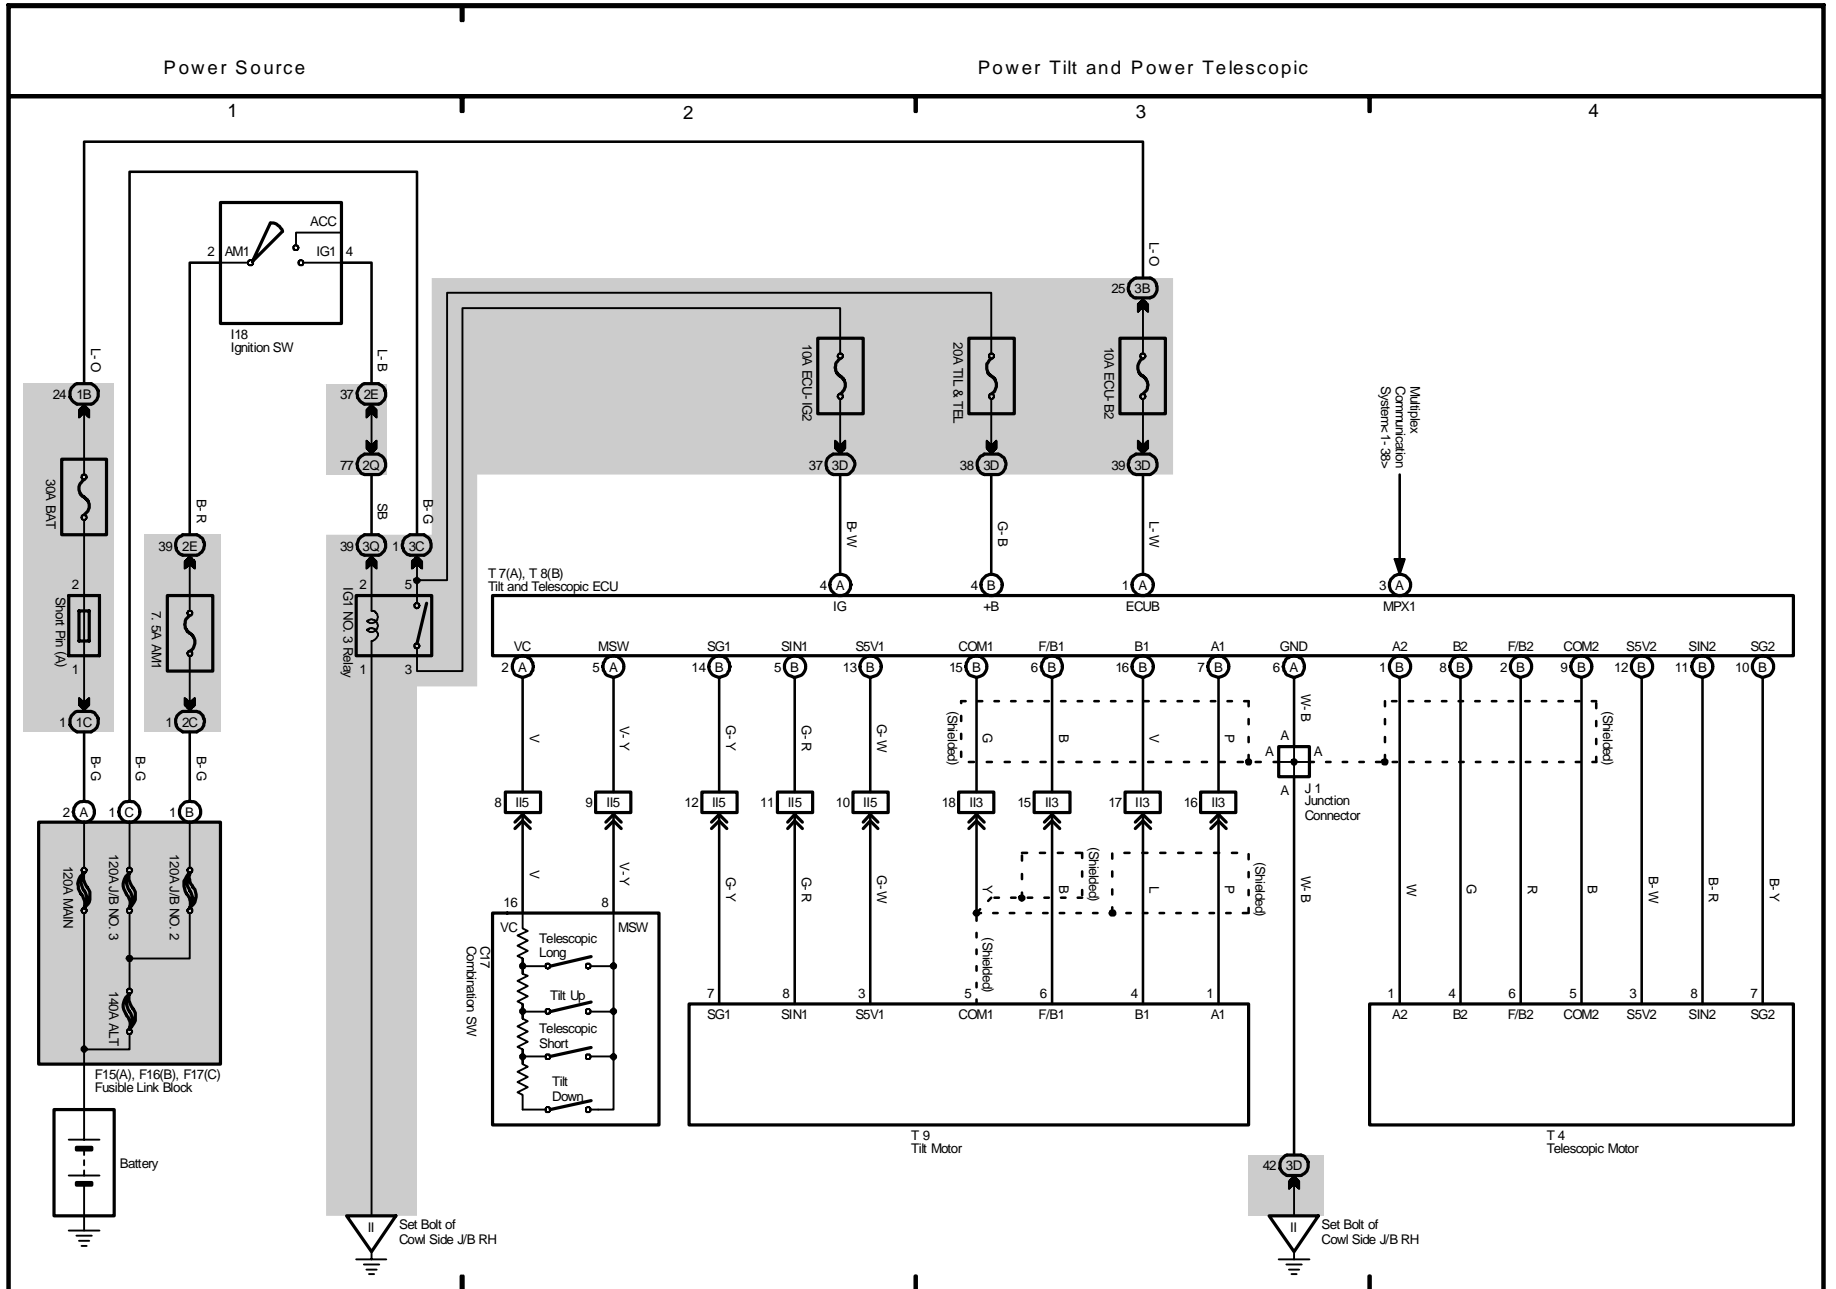 Power Source
Power Tilt and Power Telescopic
1
2
3
4
ACC
2
AM1
IG1
4
I18
Ignition SW
L-O
L-B
L-O
25
3B
24
1B
37
2E
77
2Q
10A ECU-IG2
20A TIL & TEL
10A ECU-B2
37
3D
38
3D
39
3D
Multiplex
Communication
System<1-38>
30A BAT
B-R
SB
B-G
39
2E
39
3Q
1
3C
B-W
G-B
L-W
2
Short Pin (A)
1
7. 5A AM1
2
5
IG1 NO. 3 Relay
1
3
T 7(A), T 8(B)
Tilt and Telescopic ECU
4
A
4
B
1
A
3
A
IG
+B
ECUB
MPX1
VC
MSW
SG1
SIN1
S5V1
COM1
F/B1
B1
A1
GND
A2
B2
F/B2
COM2
S5V2
SIN2
SG2
2
A
5
A
14
B
5
B
13
B
15
B
6
B
16
B
7
B
6
A
1
B
8
B
2
B
9
B
12
B
11
B
10
B
1
1C
1
2C
B-G
B-G
B-G
V
V-Y
G-Y
G-R
G-W
(Shielded)
G
B
V
P
W-B
(Shielded)
A
A
A
A
J 1
Junction
Connector
8
II5
9
II5
12
II5
11
II5
10
II5
18
II3
15
II3
17
II3
16
II3
2
A
1
C
1
B
120A MAIN
120A J/B NO. 3
120A J/B NO. 2
140A ALT
F15(A), F16(B), F17(C)
Fusible Link Block
Battery
V
V-Y
G-Y
G-R
G-W
Y
B
(Shielded)
L
P
(Shielded)
(Shielded)
W-B
W
G
R
B
B-W
B-R
B-Y
16
8
VC
MSW
Telescopic
Long
Tilt Up
Telescopic
Short
Tilt
Down
C17
Combination SW
7
8
3
5
6
4
1
SG1
SIN1
S5V1
COM1
F/B1
B1
A1
T 9
Tilt Motor
1
4
6
5
3
8
7
A2
B2
F/B2
COM2
S5V2
SIN2
SG2
T 4
Telescopic Motor
42
3D
II
Set Bolt of
Cowl Side J/B RH
II
Set Bolt of
Cowl Side J/B RH